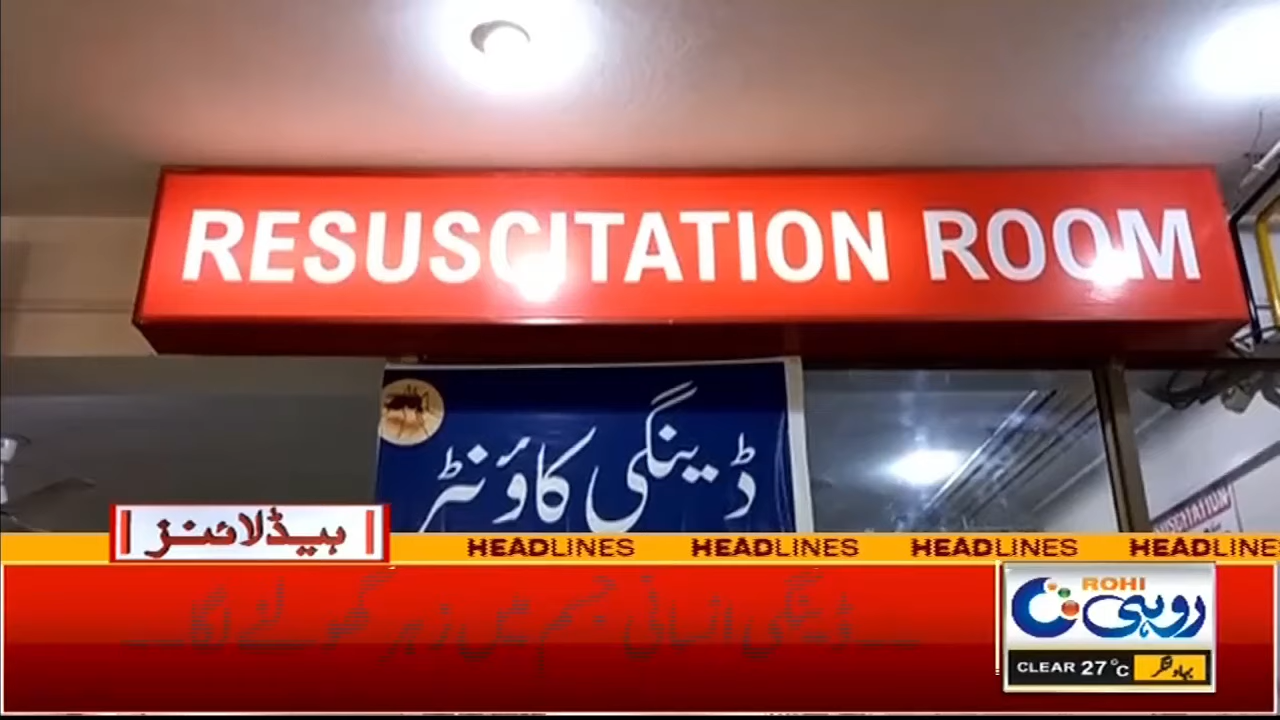 RESUSCITATION ROOM
ڈینگی کاؤنٹر
ہیڈلائنز
HEADLINES HEADLINES HEADLINES HEADLINES
ڈینگی انسانی جسم میں زہر گھولنے لگا
ROHI
روہی
CLEAR 27°C بہاولنگر